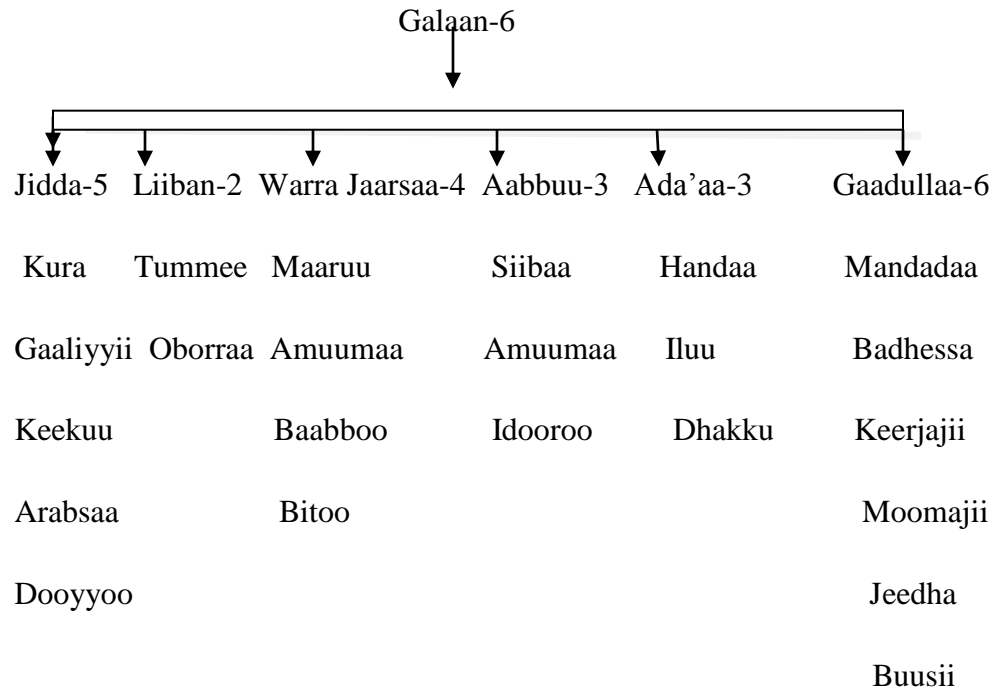 Galaan-6
Jidda-5 Liiban-2 Warra Jaarsaa-4 Aabbuu-3 Ada’aa-3 Gaadullaa-6
Kura Tummee Maaruu Siibaa Handaa Mandadaa
Gaaliyyii Oborraa Amuumaa Amuumaa Iluu Badhessa
Keekuu Baabboo Idooroo Dhakku Keerjajii
Arabsaa Bitoo Moomajii
Dooyyoo Jeedha
Buusii